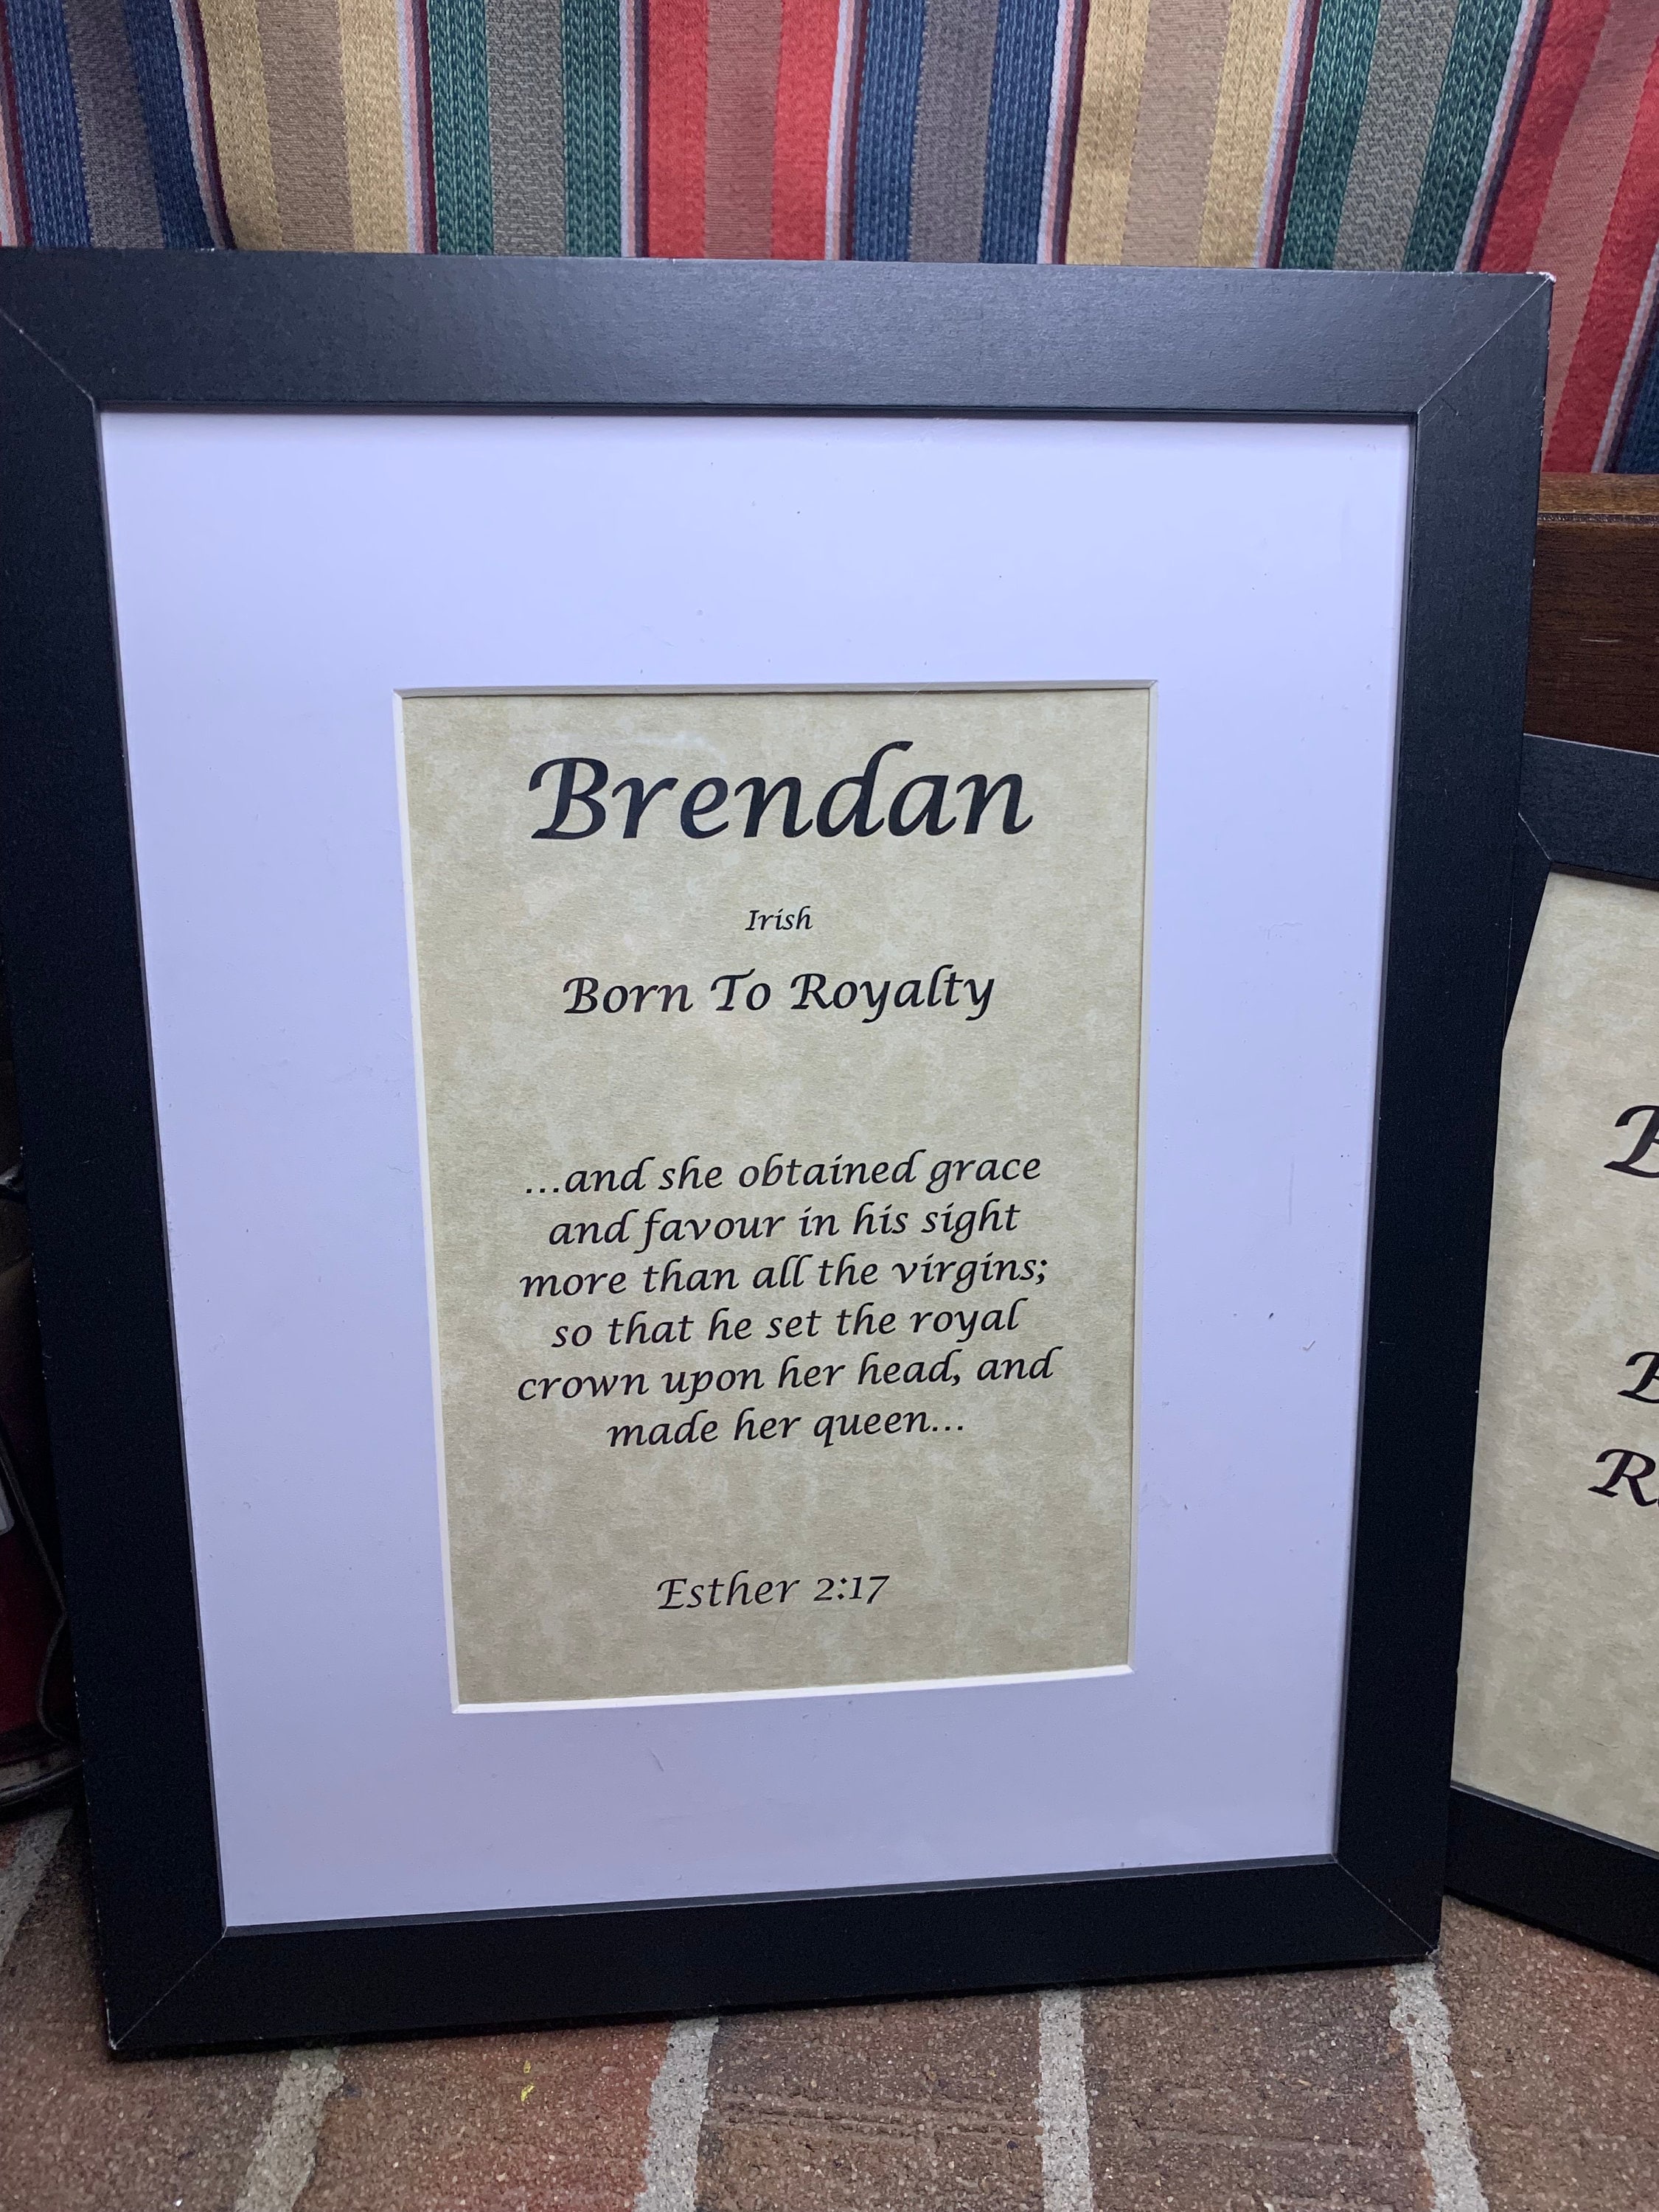 Brendan
Irish
Born To Royalty
...and she obtained grace
and favour in his sight
more than all the virgins;
so that he set the royal
crown upon her head, and
made her queen...
Esther 2:17